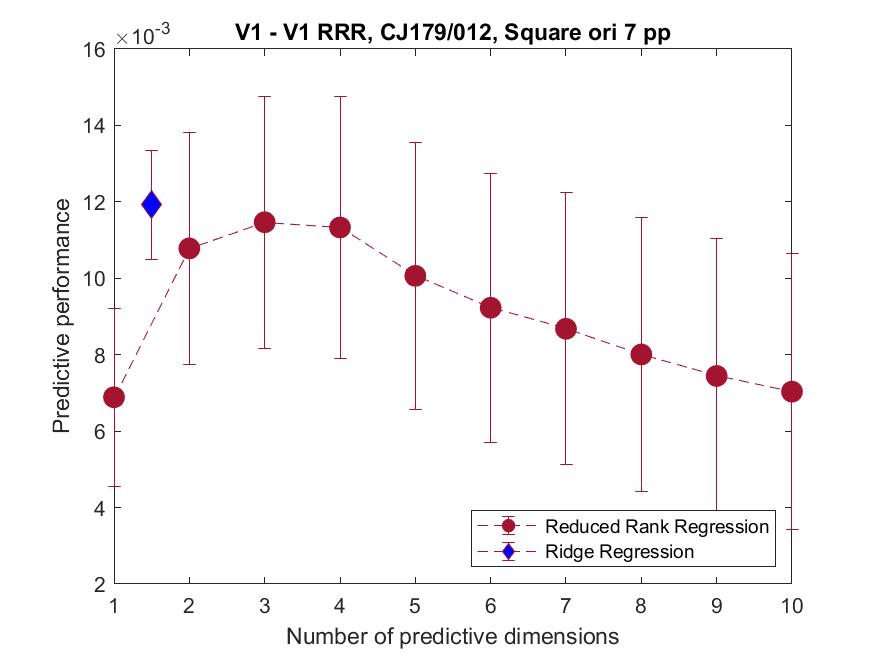 V1 - V1 RRR, CJ179/012, Square ori 7 pp
×10-3
16
14
12
10
8
6
4
2
Predictive performance
1 2 3 4 5 6 7 8 9 10
Number of predictive dimensions
Reduced Rank Regression
Ridge Regression